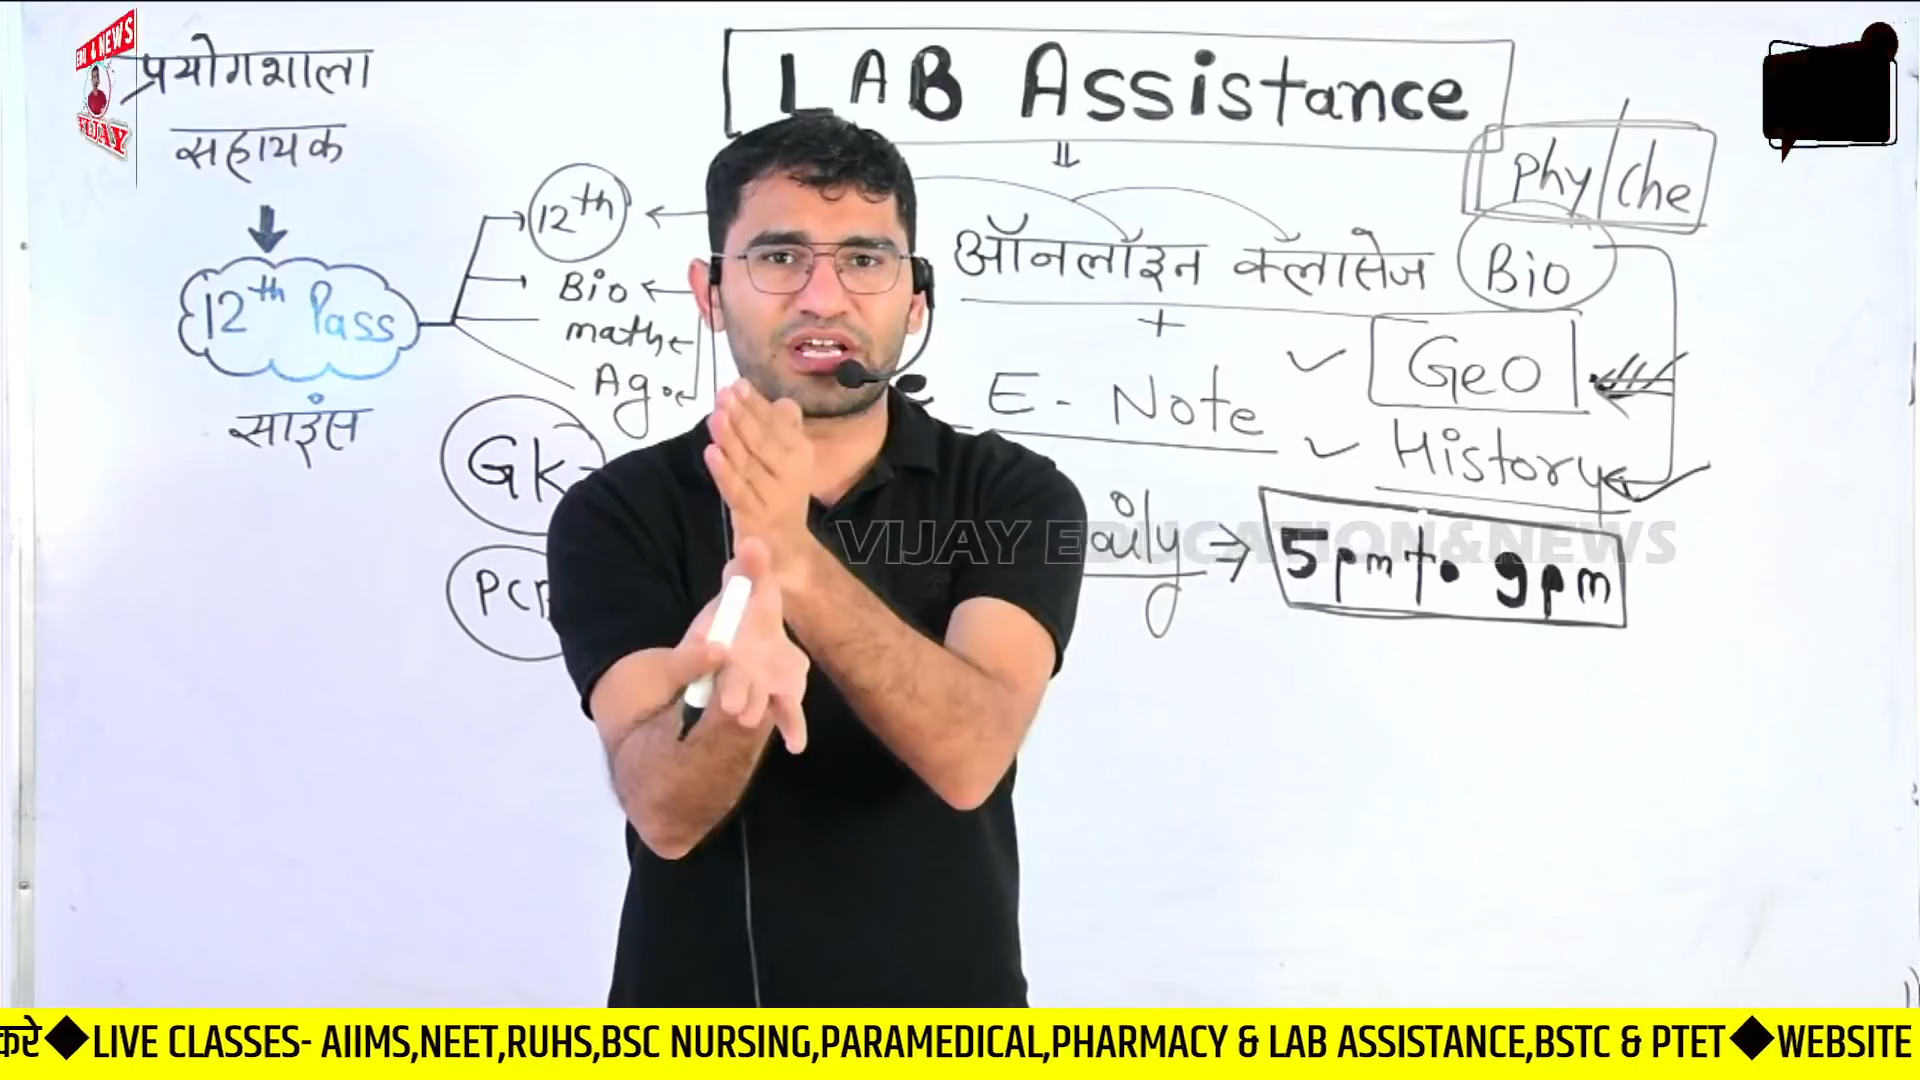 EDU & NEWS
VIJAY
प्रयोगशाला
सहायक
12th Pass
साइंस
LAB Assistance
12th
Bio
maths
Ag
GK
ऑनलॉइन क्लासेज
+
E- Note
Phy/Che
Bio
Geo
History
5pm to 9pm
VIJAY EDUCATION&NEWS
करे◆LIVE CLASSES- AIIMS,NEET,RUHS,BSC NURSING,PARAMEDICAL,PHARMACY & LAB ASSISTANCE,BSTC & PTET◆WEBSITE